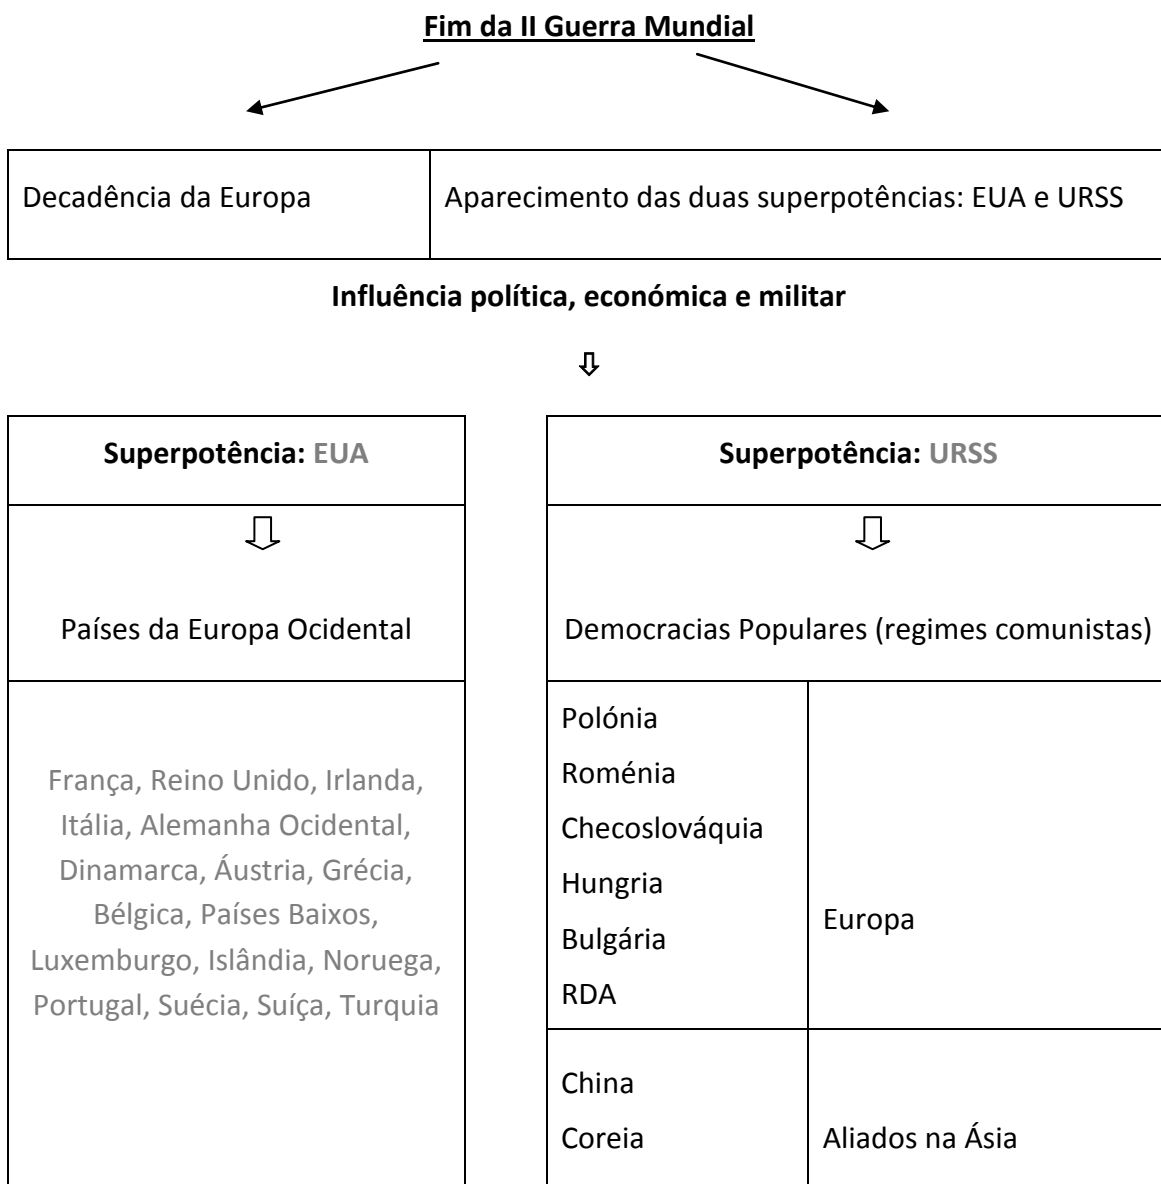 Fim da II Guerra Mundial
Decadência da Europa
Aparecimento das duas superpotências: EUA e URSS
Influência política, económica e militar
Superpotência: EUA
Países da Europa Ocidental
França, Reino Unido, Irlanda,
Itália, Alemanha Ocidental,
Dinamarca, Áustria, Grécia,
Bélgica, Países Baixos,
Luxemburgo, Islândia, Noruega,
Portugal, Suécia, Suíça, Turquia
Superpotência: URSS
Democracias Populares (regimes comunistas)
Polónia
Roménia
Checoslováquia
Hungria
Bulgária
RDA
Europa
China
Coreia
Aliados na Ásia